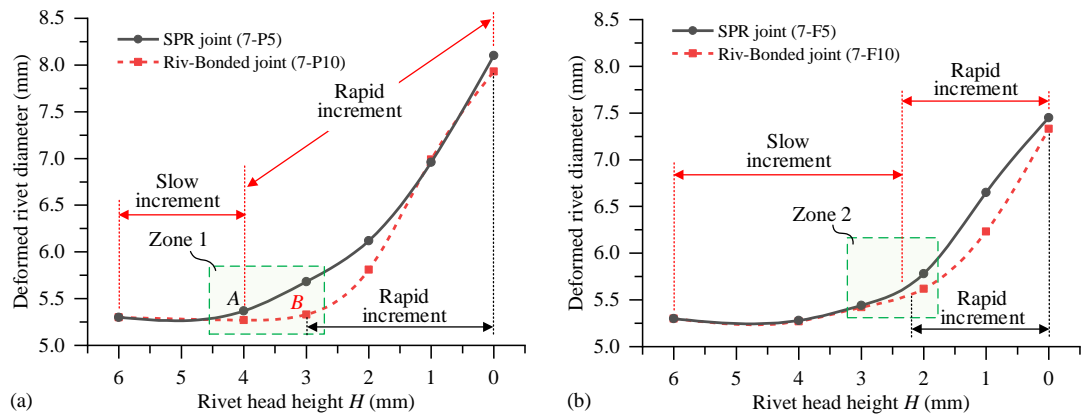 8.5
8.0
7.5
7.0
6.5
6.0
5.5
5.0
Deformed rivet diameter (mm)
SPR joint (7-P5)
Riv-Bonded joint (7-P10)
Rapid
increment
Slow
increment
Zone 1
A
B
Rapid
increment
6 5 4 3 2 1 0
Rivet head height H (mm)
(a)
8.5
8.0
7.5
7.0
6.5
6.0
5.5
5.0
Deformed rivet diameter (mm)
SPR joint (7-F5)
Riv-Bonded joint (7-F10)
Rapid
increment
Slow
increment
Zone 2
Rapid
increment
6 5 4 3 2 1 0
Rivet head height H (mm)
(b)